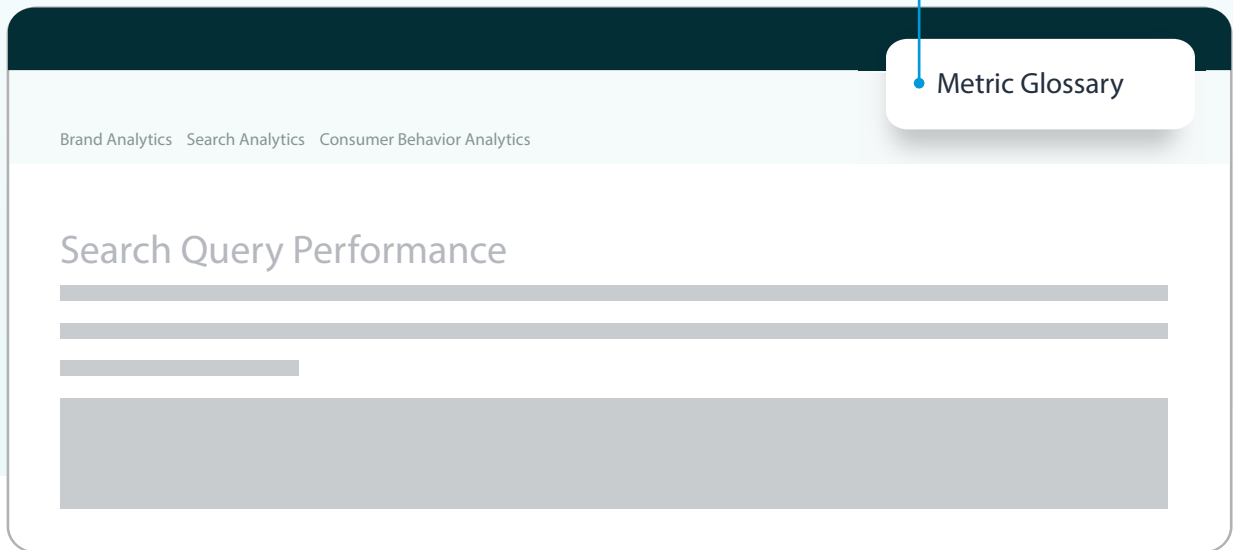 Metric Glossary
Brand Analytics Search Analytics Consumer Behavior Analytics
Search Query Performance